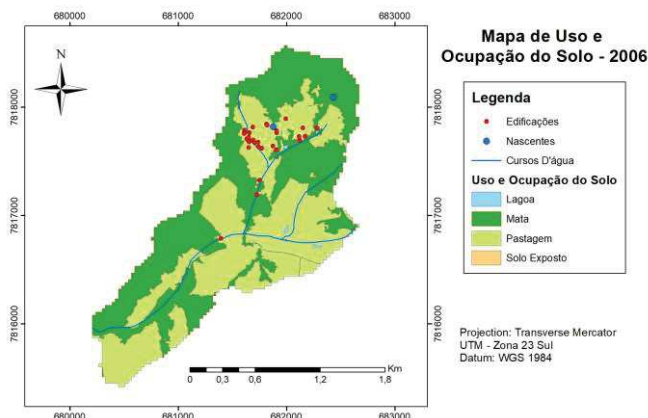 680000 681000 682000 683000
Mapa de Uso e
Ocupação do Solo - 2006
N
7818000 7818000
7817000 7817000
7816000 7816000
Legenda
Edificações
Nascentes
Cursos D'água
Uso e Ocupação do Solo
Lagoa
Mata
Pastagem
Solo Exposto
Projection: Transverse Mercator
UTM - Zona 23 Sul
Datum: WGS 1984
Km
0 0,3 0,6 1,2 1,8
680000 681000 682000 683000